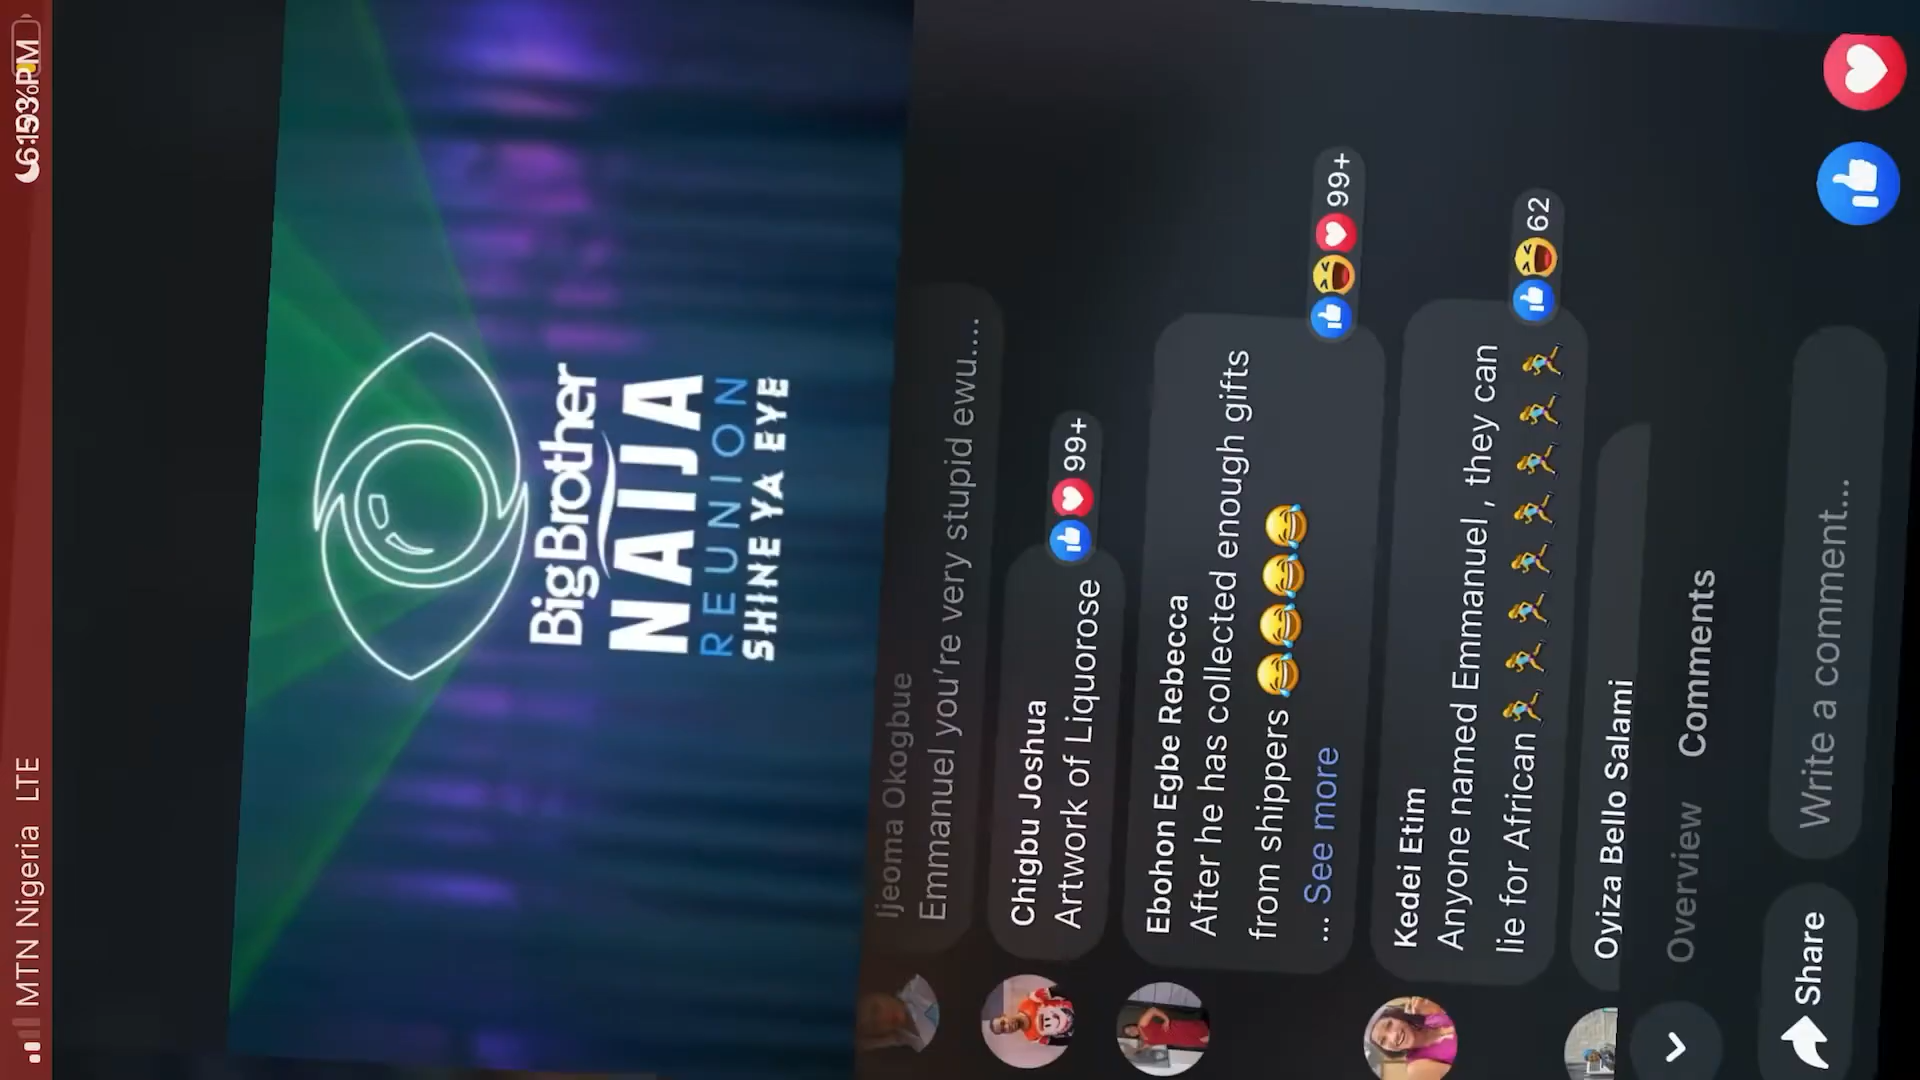 MTN Nigeria LTE
Big Brother
NAIJA
REUNION
SHINE YA EYE
Ijeoma Okogbue
Emmanuel you're very stupid ewu....
Chigbu Joshua
Artwork of Liquorose
99+
Ebohon Egbe Rebecca
After he has collected enough gifts
from shippers 😂😂😂😂
... See more
99+
Kedei Etim
Anyone named Emmanuel , they can
lie for African 🏃‍♀️🏃‍♀️🏃‍♀️🏃‍♀️🏃‍♀️🏃‍♀️🏃‍♀️🏃‍♀️
62
Oyiza Bello Salami
Overview Comments
Share
Write a comment...